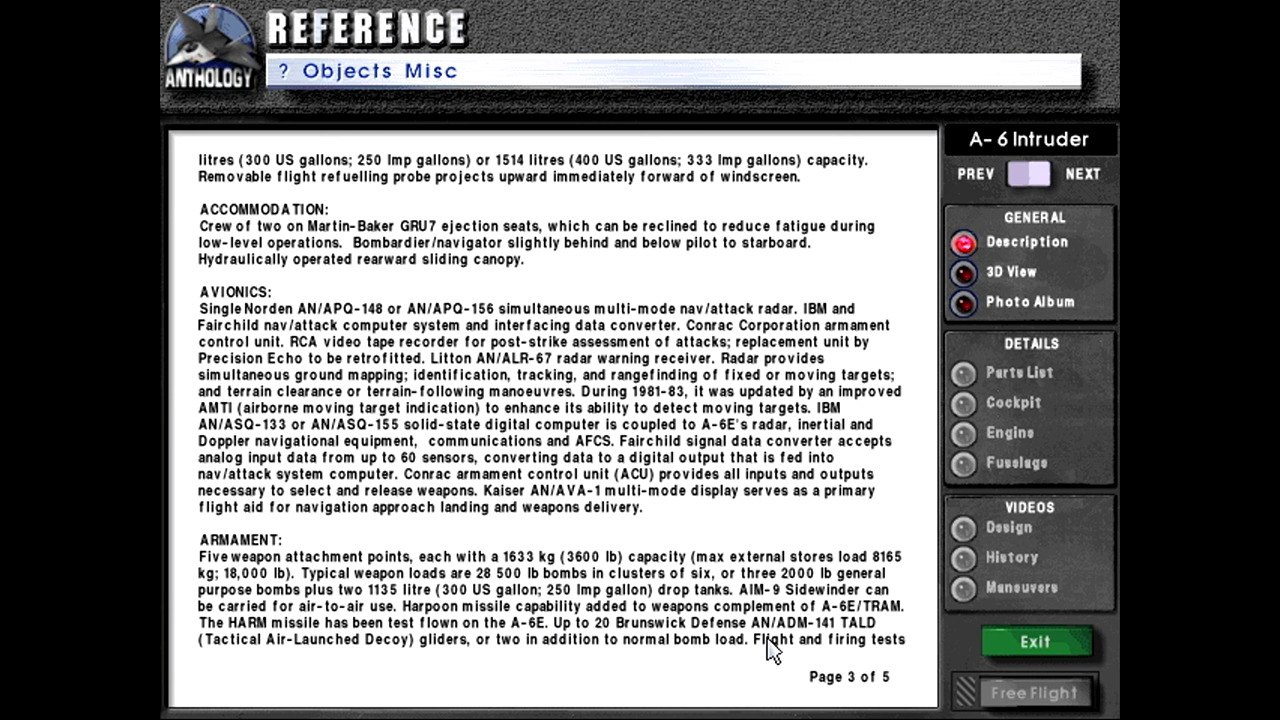 REFERENCE
ANTHOLOGY
? Objects Misc
litres (300 US gallons; 250 Imp gallons) or 1514 litres (400 US gallons; 333 Imp gallons) capacity.
Removable flight refuelling probe projects upward immediately forward of windscreen.
ACCOMMODATION:
Crew of two on Martin-Baker GRU7 ejection seats, which can be reclined to reduce fatigue during
low-level operations. Bombardier/navigator slightly behind and below pilot to starboard.
Hydraulically operated rearward sliding canopy.
AVIONICS:
Single Norden AN/APQ-148 or AN/APQ-156 simultaneous multi-mode nav/attack radar. IBM and
Fairchild nav/attack computer system and interfacing data converter. Conrac Corporation armament
control unit. RCA video tape recorder for post-strike assessment of attacks; replacement unit by
Precision Echo to be retrofitted. Litton AN/ALR-67 radar warning receiver. Radar provides
simultaneous ground mapping; identification, tracking, and rangefinding of fixed or moving targets;
and terrain clearance or terrain-following manoeuvres. During 1981-83, it was updated by an improved
AMTI (airborne moving target indication) to enhance its ability to detect moving targets. IBM
AN/ASQ-133 or AN/ASQ-155 solid-state digital computer is coupled to A-6E's radar, inertial and
Doppler navigational equipment, communications and AFCS. Fairchild signal data converter accepts
analog input data from up to 60 sensors, converting data to a digital output that is fed into
nav/attack system computer. Conrac armament control unit (ACU) provides all inputs and outputs
necessary to select and release weapons. Kaiser AN/AVA-1 multi-mode display serves as a primary
flight aid for navigation approach landing and weapons delivery.
ARMAMENT:
Five weapon attachment points, each with a 1633 kg (3600 lb) capacity (max external stores load 8165
kg; 18,000 lb). Typical weapon loads are 28 500 lb bombs in clusters of six, or three 2000 lb general
purpose bombs plus two 1135 litre (300 US gallon; 250 Imp gallon) drop tanks. AIM-9 Sidewinder can
be carried for air-to-air use. Harpoon missile capability added to weapons complement of A-6E/TRAM.
The HARM missile has been test flown on the A-6E. Up to 20 Brunswick Defense AN/ADM-141 TALD
(Tactical Air-Launched Decoy) gliders, or two in addition to normal bomb load. Flight and firing tests
Page 3 of 5
A-6 Intruder
PREV NEXT
GENERAL
Description
3D View
Photo Album
DETAILS
Parts List
Cockpit
Engine
Fuselage
VIDEOS
Design
History
Maneuvers
Exit
Free Flight